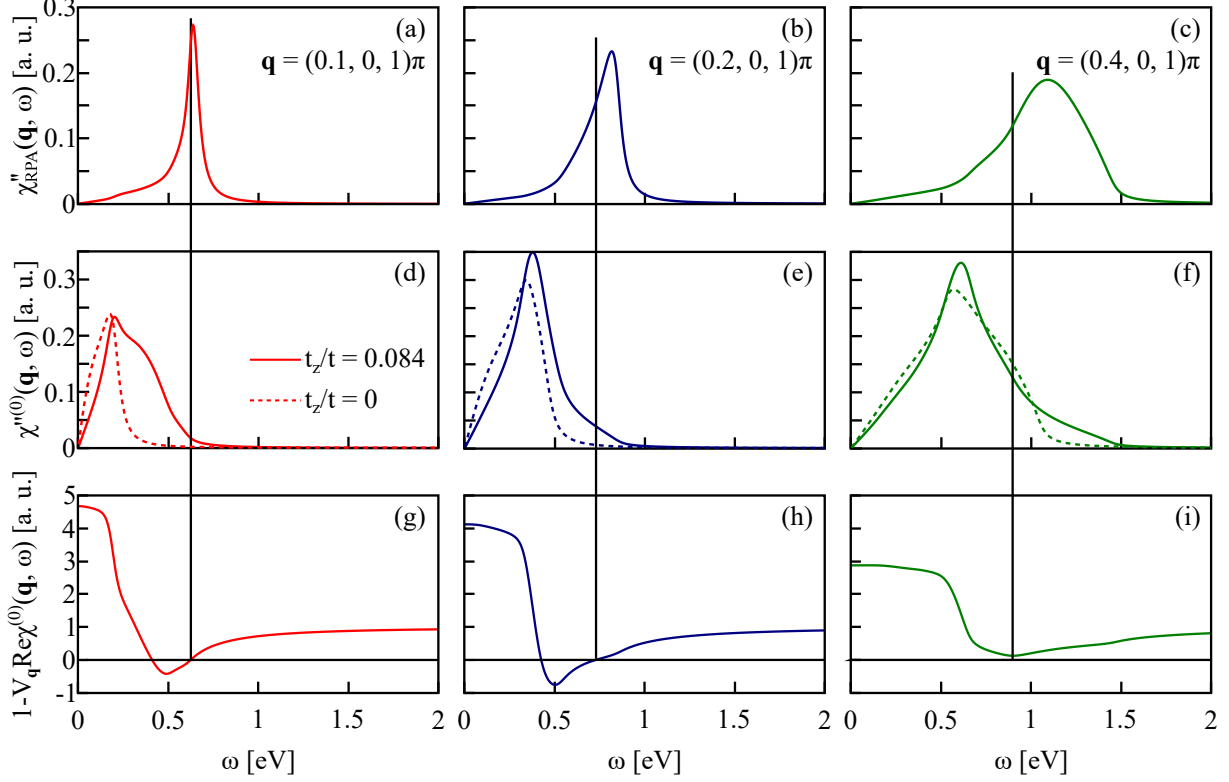 χ''RPA(q, ω) [a. u.]
0.3
0.2
0.1
0
(a)
q = (0.1, 0, 1)π
(b)
q = (0.2, 0, 1)π
(c)
q = (0.4, 0, 1)π
χ''(0)(q, ω) [a. u.]
0.3
0.2
0.1
0
(d)
tz/t = 0.084
tz/t = 0
(e)
(f)
1-VqReχ(0)(q, ω) [a. u.]
5
4
3
2
1
0
-1
(g)
(h)
(i)
0 0.5 1 1.5 2
0 0.5 1 1.5 2
0 0.5 1 1.5 2
ω [eV]
ω [eV]
ω [eV]